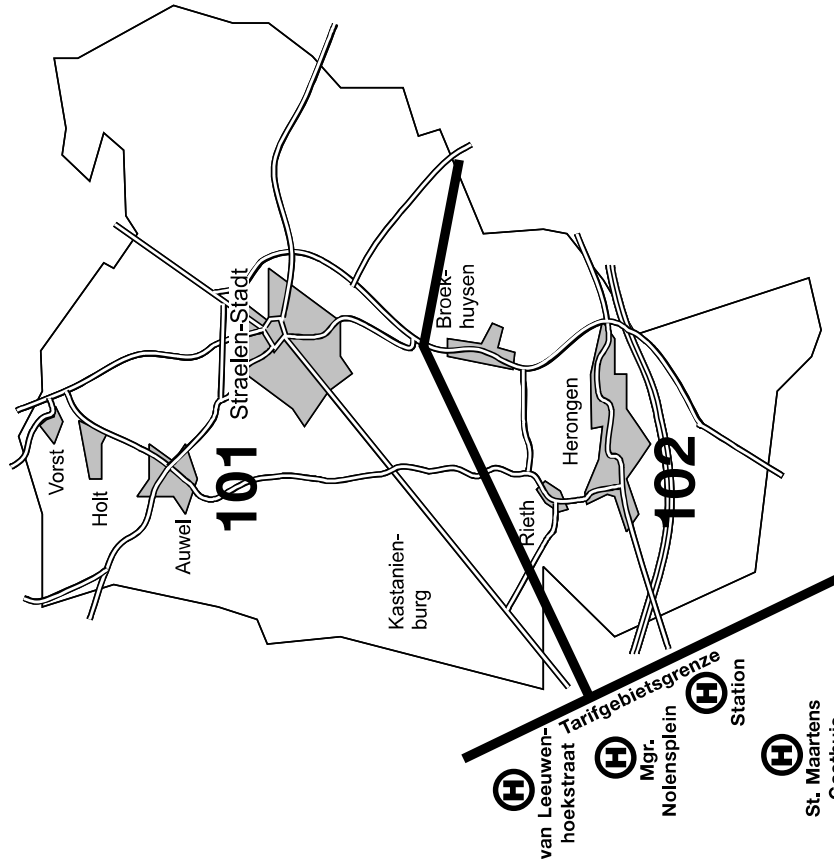 Vorst
Holt
Auwel
101
Straelen-Stadt
Kastanien-
burg
Broek-
huysen
Rieth
Herongen
102
Tarifgebietsgrenze
H
van Leeuwen-
hoekstraat
H
Mgr.
Nolensplein
H
Station
H
St. Maartens